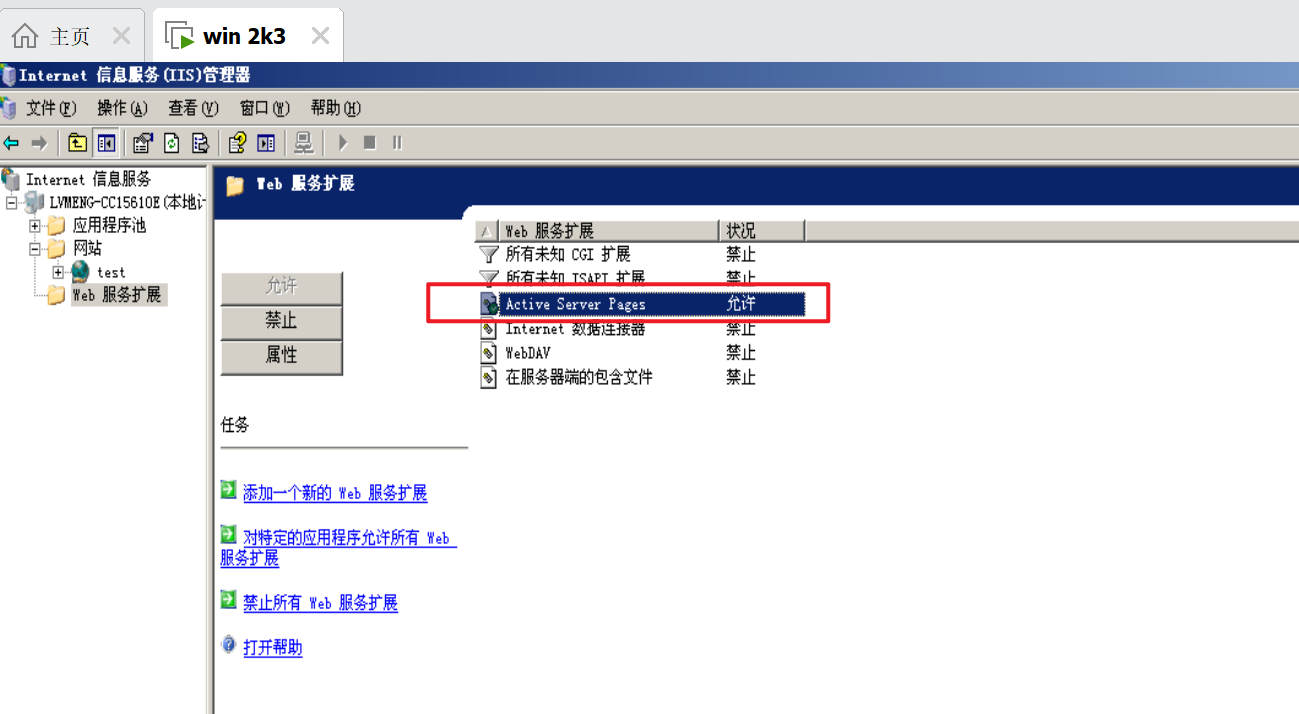 主页
win 2k3
Internet 信息服务(IIS)管理器
文件(F) 操作(A) 查看(V) 窗口(W) 帮助(H)
Internet 信息服务
LVMENG-CC15610E(本地计
应用程序池
网站
test
Web 服务扩展
Web 服务扩展
允许
禁止
属性
任务
添加一个新的 Web 服务扩展
对特定的应用程序允许所有 Web
服务扩展
禁止所有 Web 服务扩展
打开帮助
Web 服务扩展 状况
所有未知 CGI 扩展 禁止
所有未知 ISAPI 扩展 禁止
Active Server Pages 允许
Internet 数据连接器 禁止
WebDAV 禁止
在服务器端的包含文件 禁止